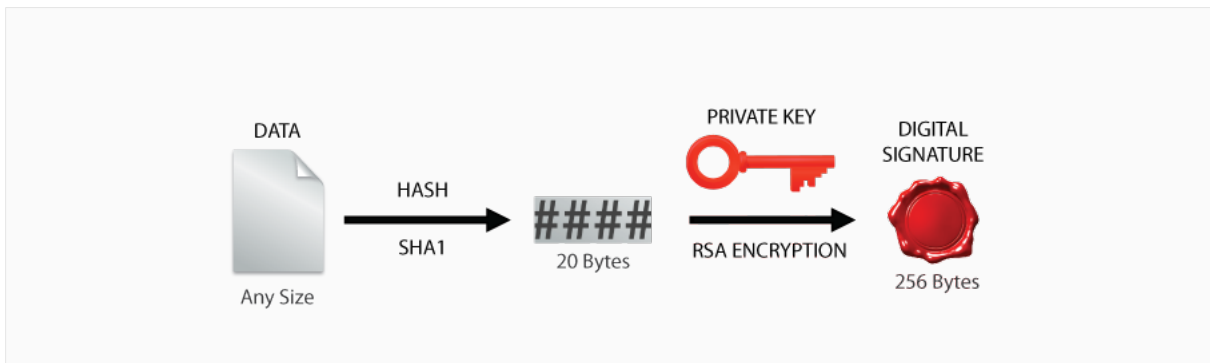 DATA
Any Size
HASH
SHA1
####
20 Bytes
PRIVATE KEY
RSA ENCRYPTION
DIGITAL
SIGNATURE
256 Bytes